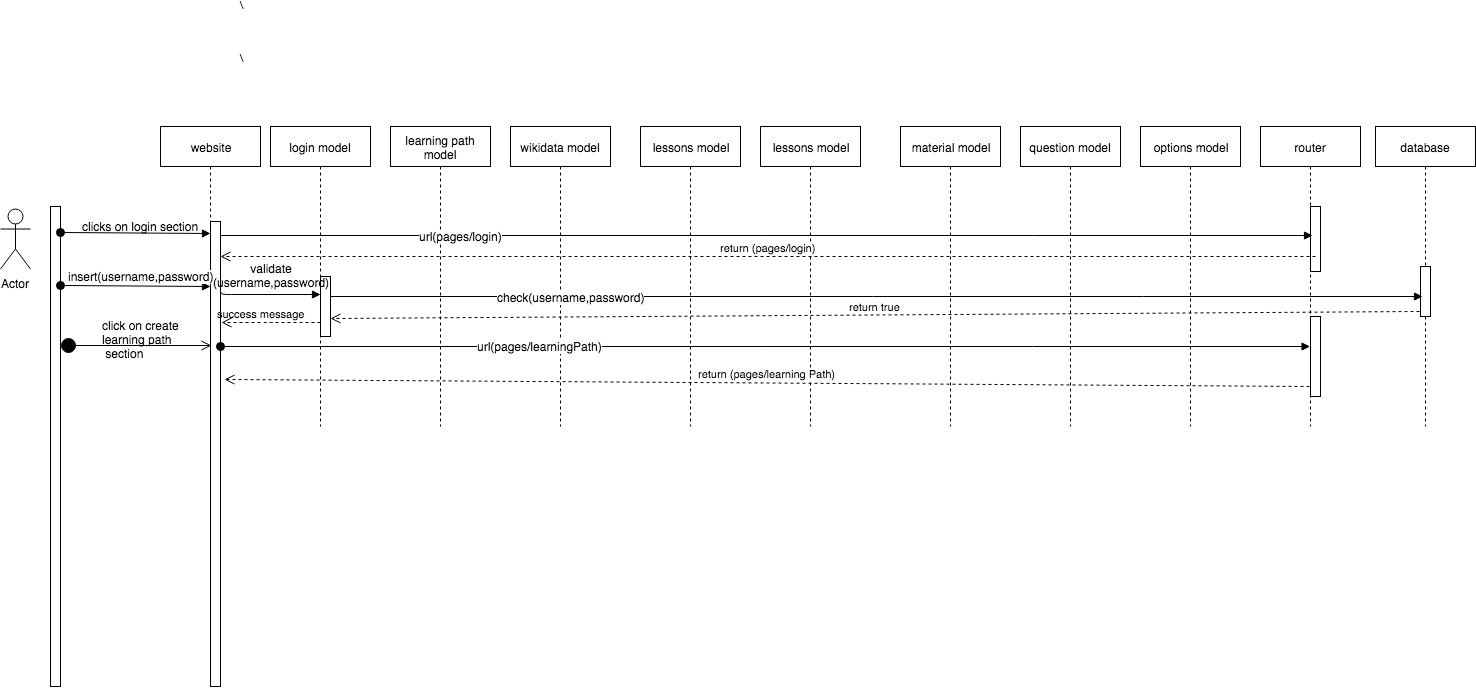 \
\
website
login model
learning path
model
wikidata model
lessons model
lessons model
material model
question model
options model
router
database
Actor
clicks on login section
url(pages/login)
return (pages/login)
insert(username,password)
validate
(username,password)
check(username,password)
return true
success message
click on create
learning path
section
url(pages/learningPath)
return (pages/learning Path)